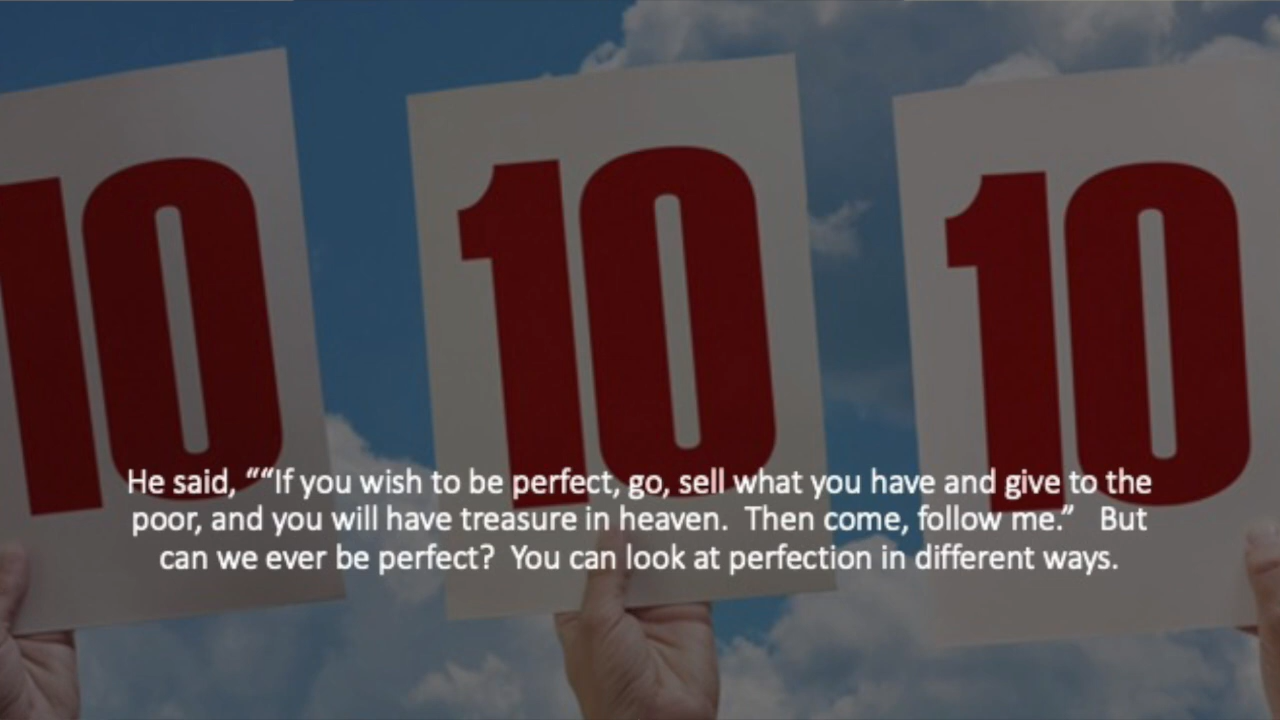 10 10 10
He said, ““If you wish to be perfect, go, sell what you have and give to the
poor, and you will have treasure in heaven.  Then come, follow me.”   But
can we ever be perfect?  You can look at perfection in different ways.